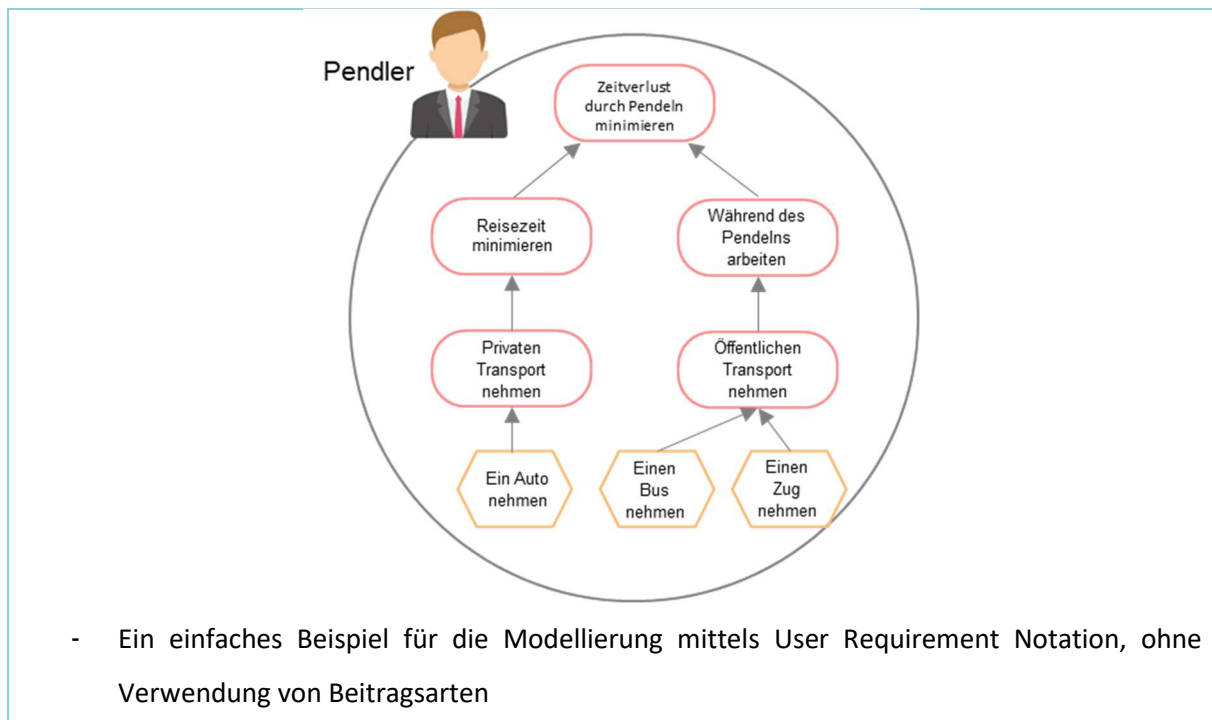 Pendler
Zeitverlust
durch Pendeln
minimieren
Reisezeit
minimieren
Während des
Pendelns
arbeiten
Privaten
Transport
nehmen
Öffentlichen
Transport
nehmen
Ein Auto
nehmen
Einen
Bus
nehmen
Einen
Zug
nehmen
- Ein einfaches Beispiel für die Modellierung mittels User Requirement Notation, ohne
Verwendung von Beitragsarten